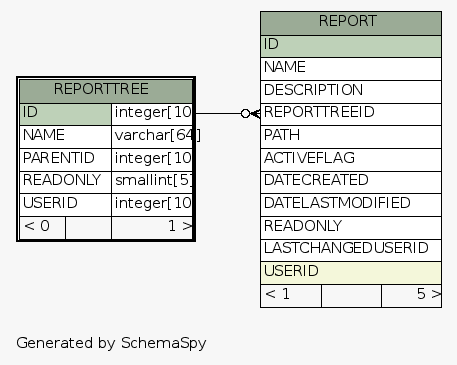 REPORTTREE
ID integer[10
NAME varchar[64]
PARENTID integer[10
READONLY smallint[5]
USERID integer[10
< 0 1 >
REPORT
ID
NAME
DESCRIPTION
REPORTTREEID
PATH
ACTIVEFLAG
DATECREATED
DATELASTMODIFIED
READONLY
LASTCHANGEDUSERID
USERID
< 1 5 >
Generated by SchemaSpy